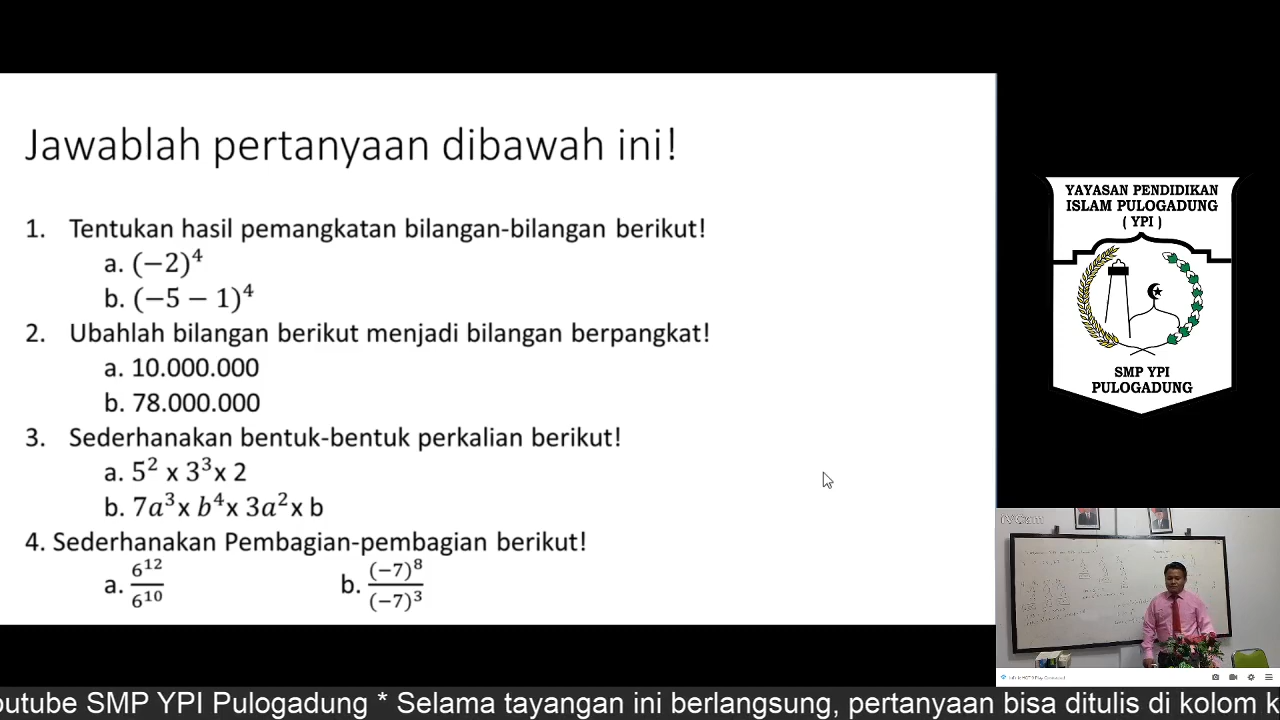 Jawablah pertanyaan dibawah ini!
1. Tentukan hasil pemangkatan bilangan-bilangan berikut!
a. (−2)⁴
b. (−5 − 1)⁴
2. Ubahlah bilangan berikut menjadi bilangan berpangkat!
a. 10.000.000
b. 78.000.000
3. Sederhanakan bentuk-bentuk perkalian berikut!
a. 5² x 3³x 2
b. 7a³x b⁴x 3a²x b
4. Sederhanakan Pembagian-pembagian berikut!
a. 6¹²/6¹⁰ b. (−7)⁸/(−7)³
YAYASAN PENDIDIKAN
ISLAM PULOGADUNG
( YPI )
SMP YPI
PULOGADUNG
outube SMP YPI Pulogadung * Selama tayangan ini berlangsung, pertanyaan bisa ditulis di kolom k